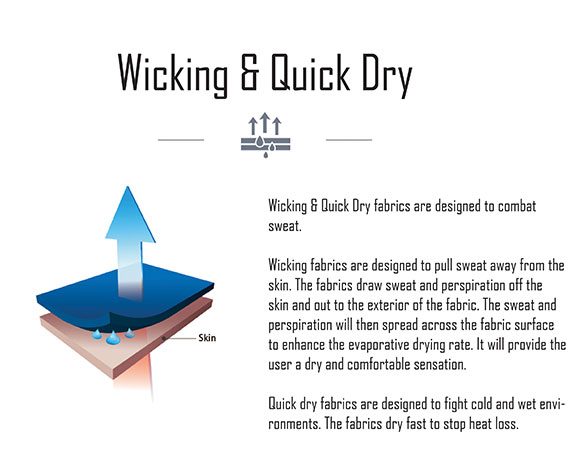 Wicking & Quick Dry
Wicking & Quick Dry fabrics are designed to combat
sweat.
Wicking fabrics are designed to pull sweat away from the
skin. The fabrics draw sweat and perspiration off the
skin and out to the exterior of the fabric. The sweat and
perspiration will then spread across the fabric surface
to enhance the evaporative drying rate. It will provide the
user a dry and comfortable sensation.
Quick dry fabrics are designed to fight cold and wet envi-
ronments. The fabrics dry fast to stop heat loss.
Skin